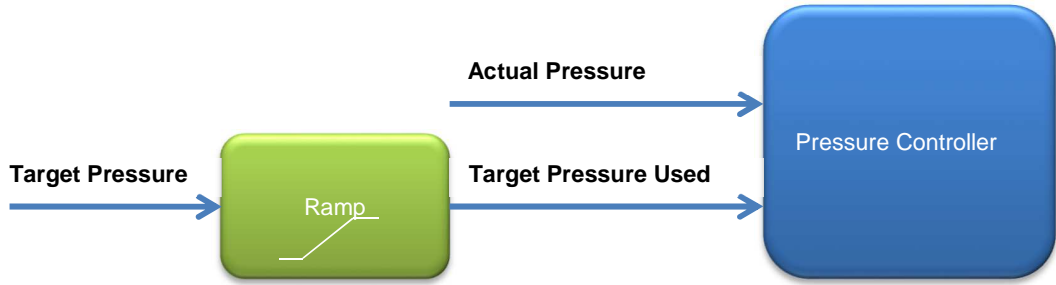 Actual Pressure
Pressure Controller
Target Pressure
Ramp
Target Pressure Used